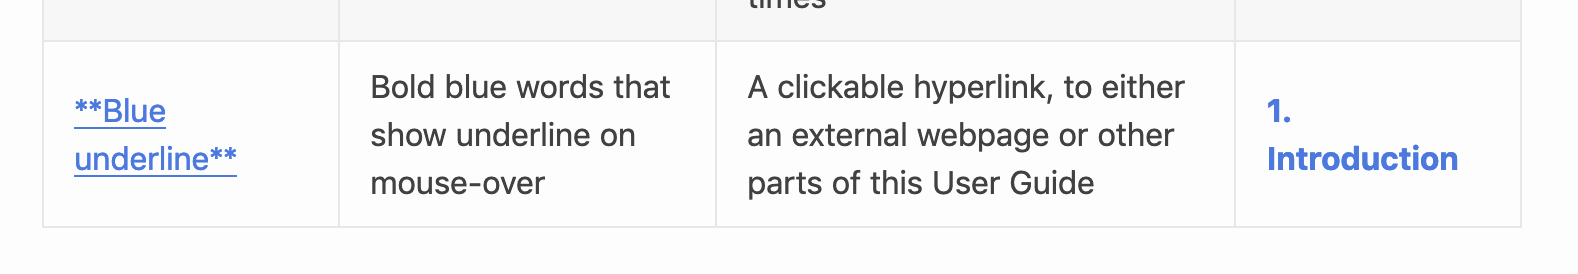 times
**Blue
underline**
Bold blue words that
show underline on
mouse-over
A clickable hyperlink, to either
an external webpage or other
parts of this User Guide
1.
Introduction